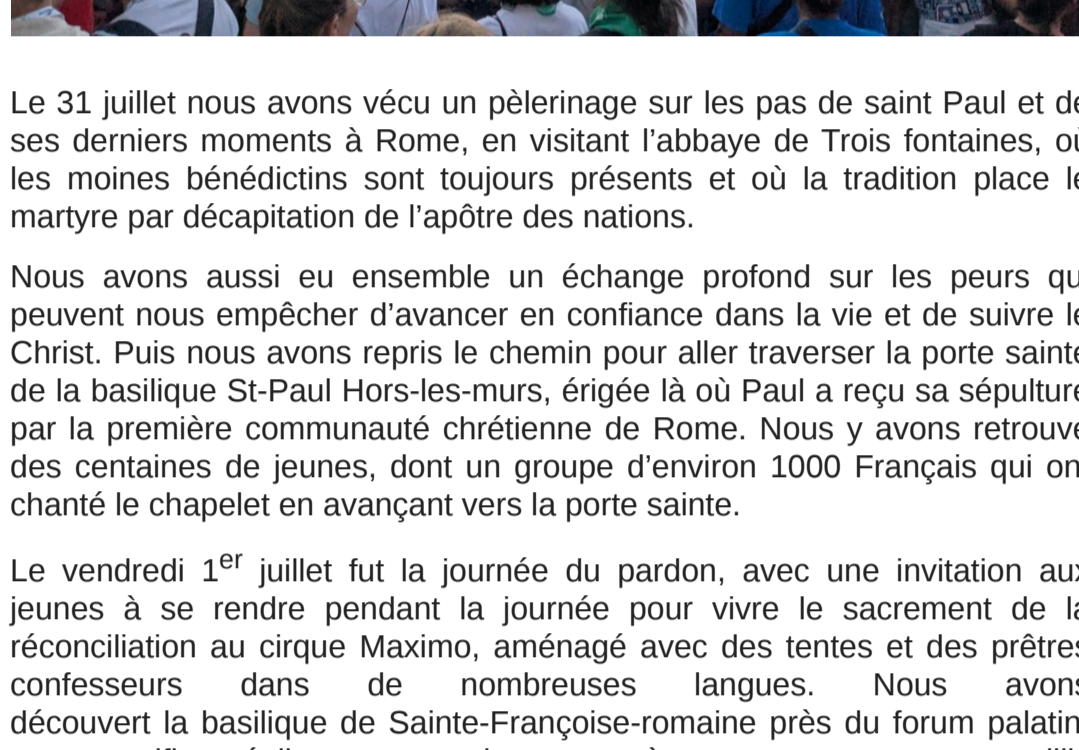 Le 31 juillet nous avons vécu un pèlerinage sur les pas de saint Paul et de
ses derniers moments à Rome, en visitant l’abbaye de Trois fontaines, où
les moines bénédictins sont toujours présents et où la tradition place le
martyre par décapitation de l’apôtre des nations.
Nous avons aussi eu ensemble un échange profond sur les peurs qui
peuvent nous empêcher d’avancer en confiance dans la vie et de suivre le
Christ. Puis nous avons repris le chemin pour aller traverser la porte sainte
de la basilique St-Paul Hors-les-murs, érigée là où Paul a reçu sa sépulture
par la première communauté chrétienne de Rome. Nous y avons retrouvé
des centaines de jeunes, dont un groupe d’environ 1000 Français qui ont
chanté le chapelet en avançant vers la porte sainte.
Le vendredi 1er juillet fut la journée du pardon, avec une invitation aux
jeunes à se rendre pendant la journée pour vivre le sacrement de la
réconciliation au cirque Maximo, aménagé avec des tentes et des prêtres
confesseurs dans de nombreuses langues. Nous avons
découvert la basilique de Sainte-Françoise-romaine près du forum palatin